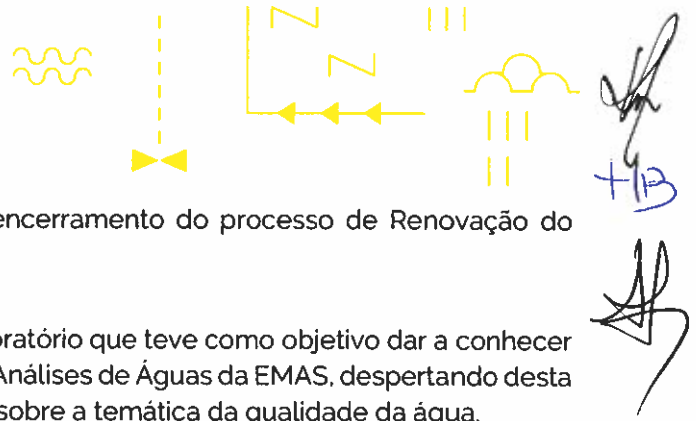 encerramento do processo de Renovação do
oratório que teve como objetivo dar a conhecer
Análises de Águas da EMAS, despertando desta
sobre a temática da qualidade da água.